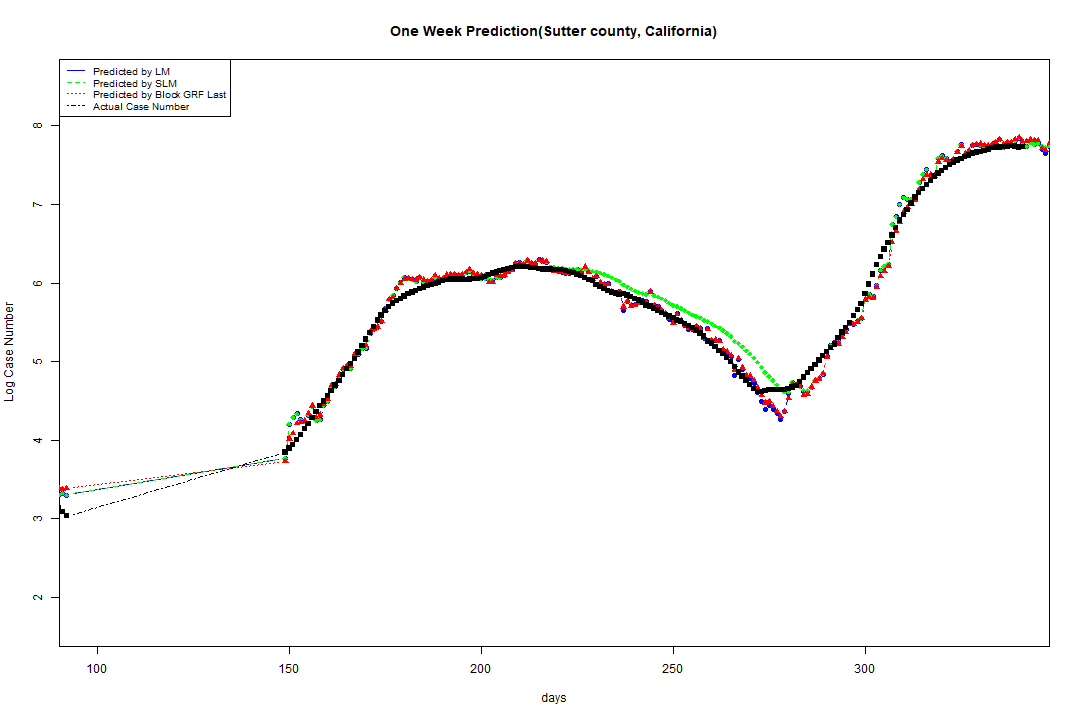 One Week Prediction(Sutter county, California)
Predicted by LM
Predicted by SLM
Predicted by Block GRF Last
Actual Case Number
Log Case Number
8
7
6
5
4
3
2
100 150 200 250 300
days